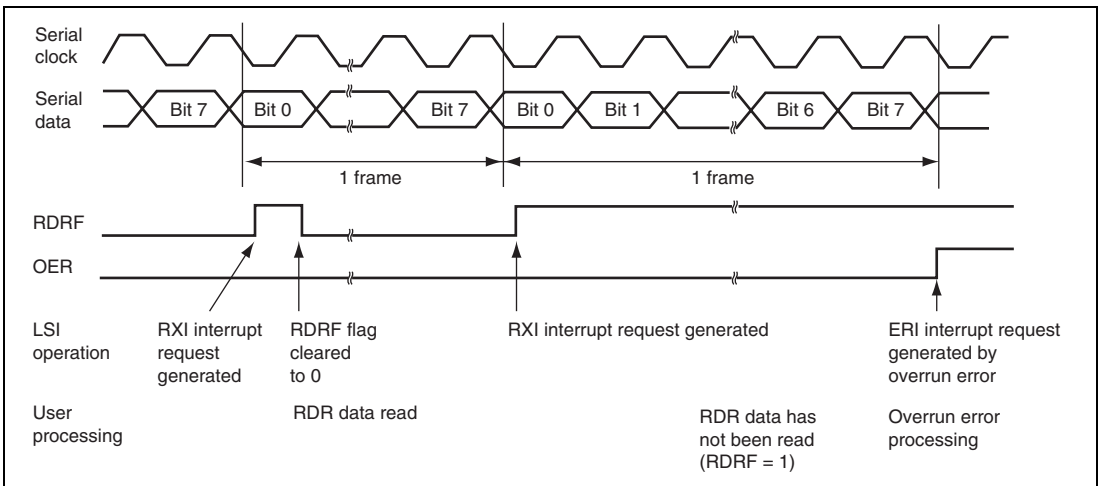 Serial
clock
Serial
data
Bit 7
Bit 0
Bit 7
Bit 0
Bit 1
Bit 6
Bit 7
1 frame
1 frame
RDRF
OER
LSI
operation
RXI interrupt
request
generated
RDRF flag
cleared
to 0
RXI interrupt request generated
ERI interrupt request
generated by
overrun error
User
processing
RDR data read
RDR data has
not been read
(RDRF = 1)
Overrun error
processing